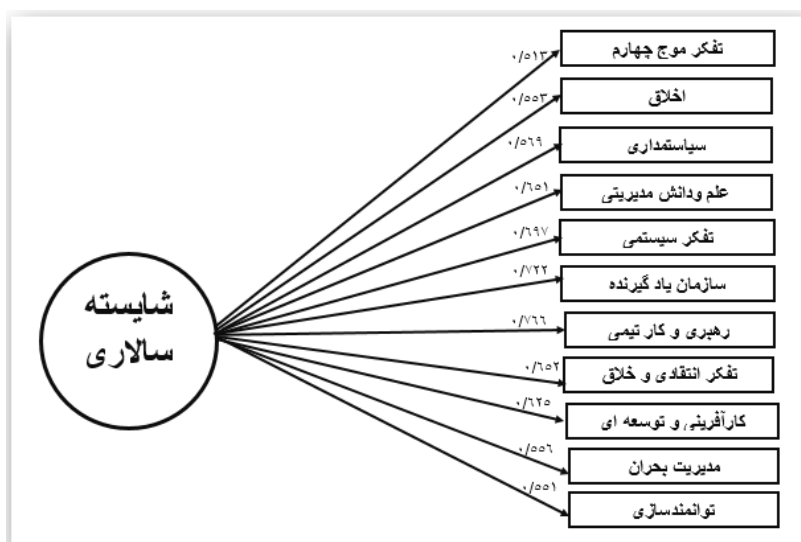 تفکر موج چهارم
۰/۵۱۳
اخلاق
۰/۵۵۳
سیاستمداری
۰/۵۶۹
علم ودانش مدیریتی
۰/۶۵۱
تفکر سیستمی
۰/۶۹۷
سازمان یاد گیرنده
۰/۷۲۲
رهبری و کار تیمی
۰/۷۶۶
تفکر انتقادی و خلاق
۰/۶۵۲
کارآفرینی و توسعه ای
۰/۶۲۵
مدیریت بحران
۰/۵۵۶
توانمندسازی
۰/۵۵۱
شایسته
سالاری